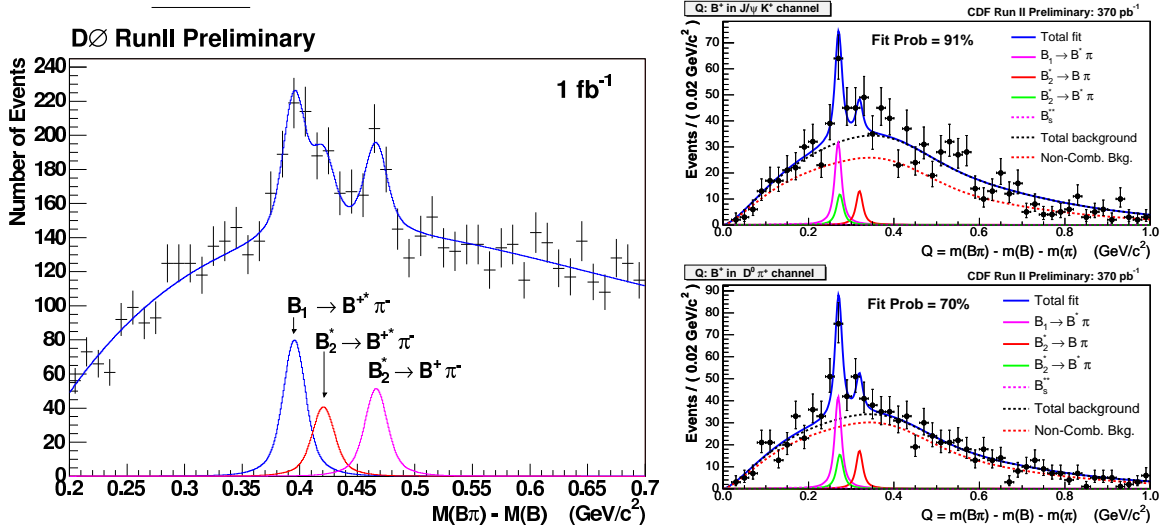 DØ RunII Preliminary
1 fb⁻¹
Number of Events
240
220
200
180
160
140
120
100
80
60
40
20
0
B₁ → B⁺* π⁻
B₂* → B⁺* π⁻
B₂* → B⁺ π⁻
0.2 0.25 0.3 0.35 0.4 0.45 0.5 0.55 0.6 0.65 0.7
M(Bπ) - M(B) (GeV/c²)
Q: B⁺ in J/ψ K⁺ channel
CDF Run II Preliminary: 370 pb⁻¹
Fit Prob = 91%
Events / ( 0.02 GeV/c² )
70
60
50
40
30
20
10
0
Total fit
B₁ → B* π
B₂* → B π
B₂* → B* π
Bₛ**
Total background
Non-Comb. Bkg.
0.0 0.2 0.4 0.6 0.8 1.0
Q = m(Bπ) - m(B) - m(π) (GeV/c²)
Q: B⁺ in D⁰ π⁺ channel
CDF Run II Preliminary: 370 pb⁻¹
Fit Prob = 70%
Events / ( 0.02 GeV/c² )
90
80
70
60
50
40
30
20
10
0
Total fit
B₁ → B* π
B₂* → B π
B₂* → B* π
Bₛ**
Total background
Non-Comb. Bkg.
0.0 0.2 0.4 0.6 0.8 1.0
Q = m(Bπ) - m(B) - m(π) (GeV/c²)